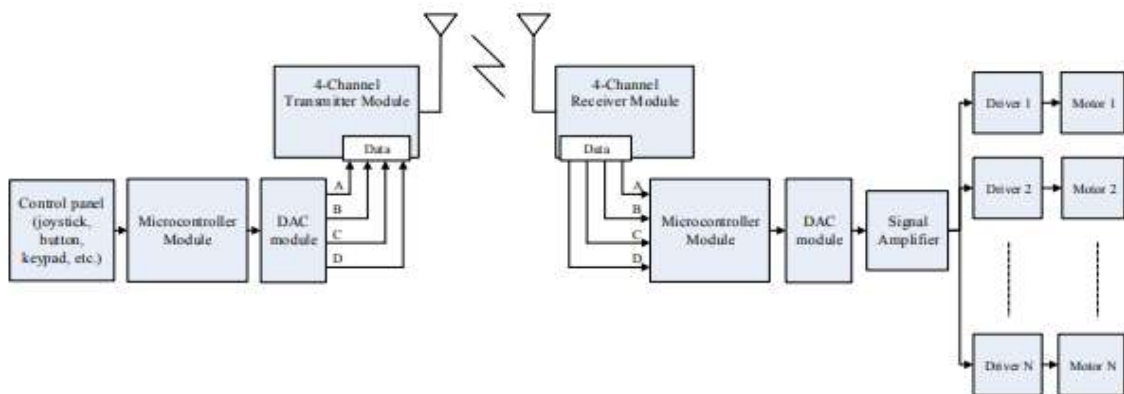 4-Channel
Transmitter Module
Data
4-Channel
Receiver Module
Data
Control panel
(joystick,
button,
keypad, etc.)
Microcontroller
Module
DAC
module
A
B
C
D
A
B
C
D
Microcontroller
Module
DAC
module
Signal
Amplifier
Driver 1
Motor 1
Driver 2
Motor 2
Driver N
Motor N